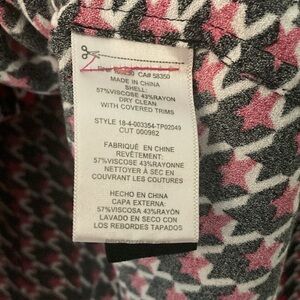 CA# 58350
MADE IN CHINA
SHELL:
57%VISCOSE 43%RAYON
DRY CLEAN
WITH COVERED TRIMS
STYLE 18-4-003354-TP02049
CUT 000982
FABRIQUÉ EN CHINE
REVÊTEMENT:
57%VISCOSE 43%RAYONNE
NETTOYER À SEC EN
COUVRANT LES COUTURES
HECHO EN CHINA
CAPA EXTERNA:
57%VISCOSA 43%RAYÓN
LAVADO EN SECO CON
LOS REBORDES TAPADOS